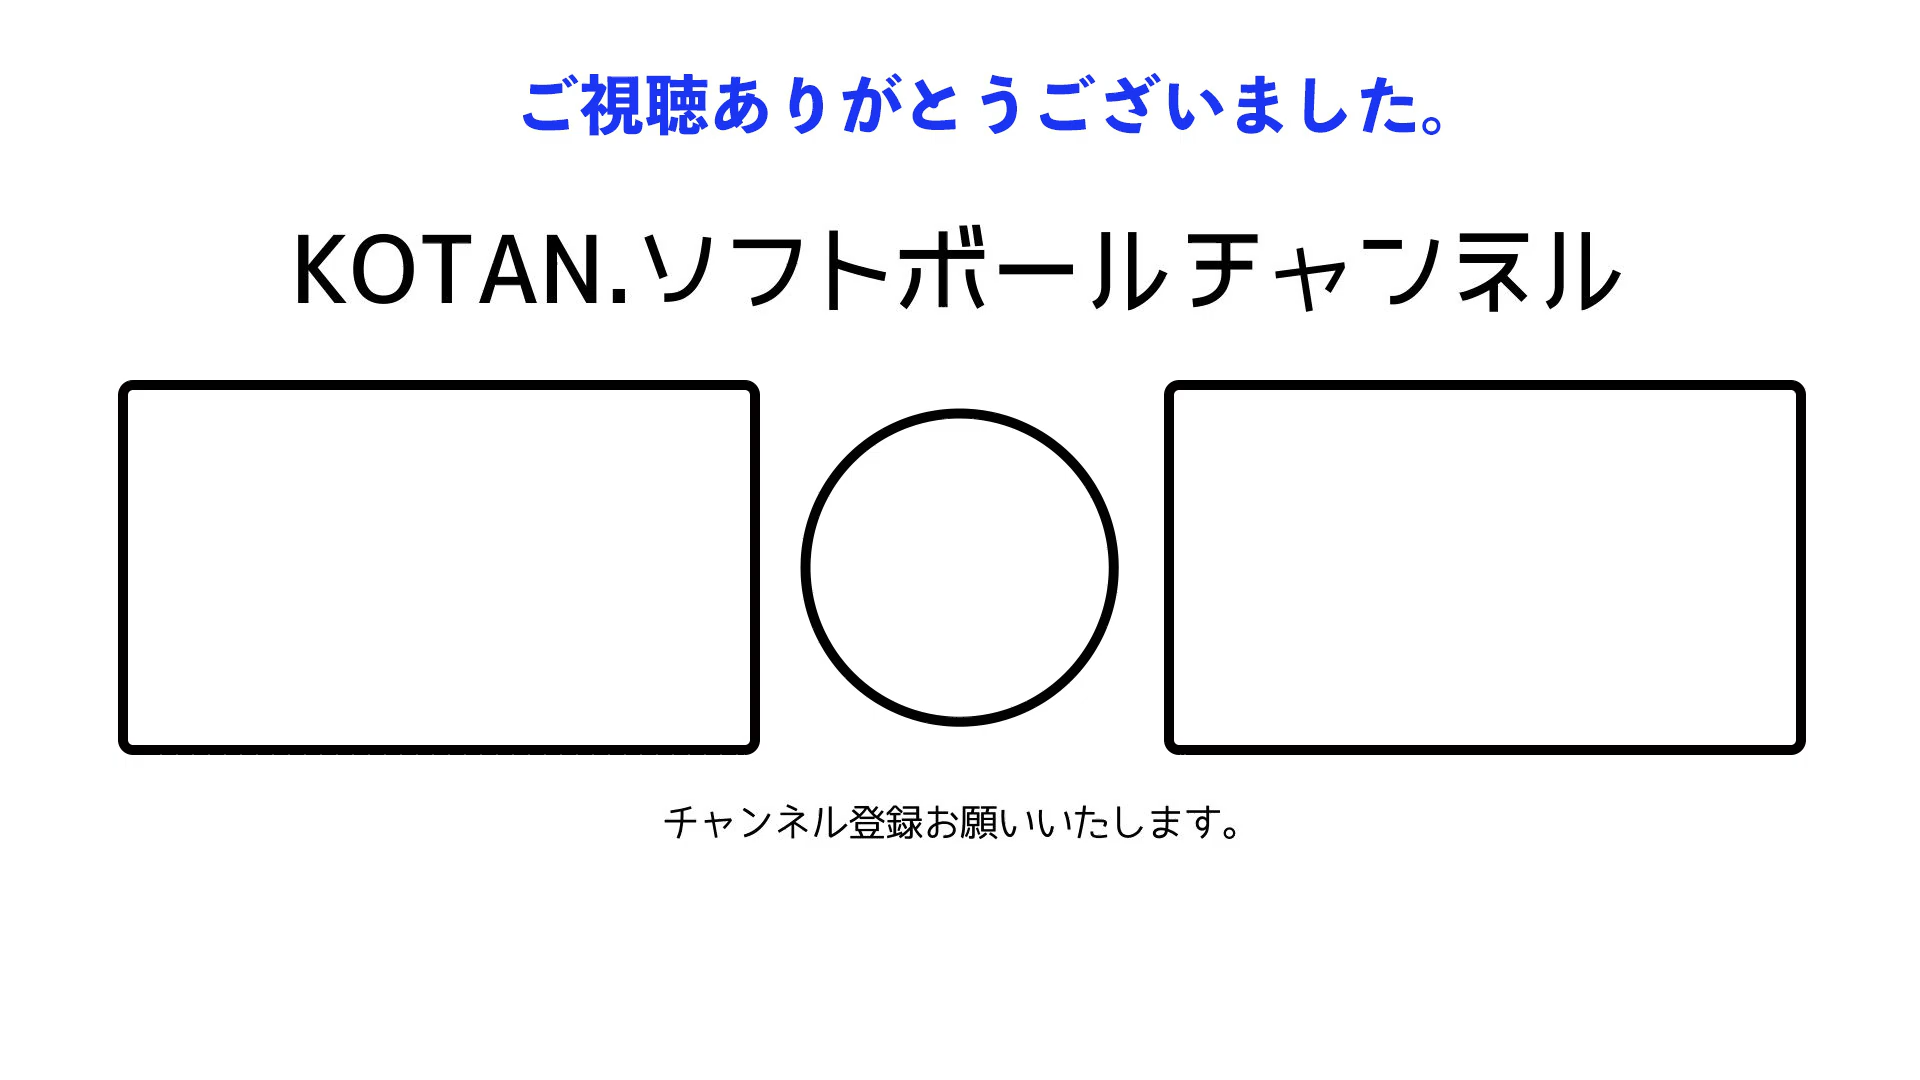 ご視聴ありがとうございました。
KOTAN.ソフトボールチャンネル
チャンネル登録お願いいたします。